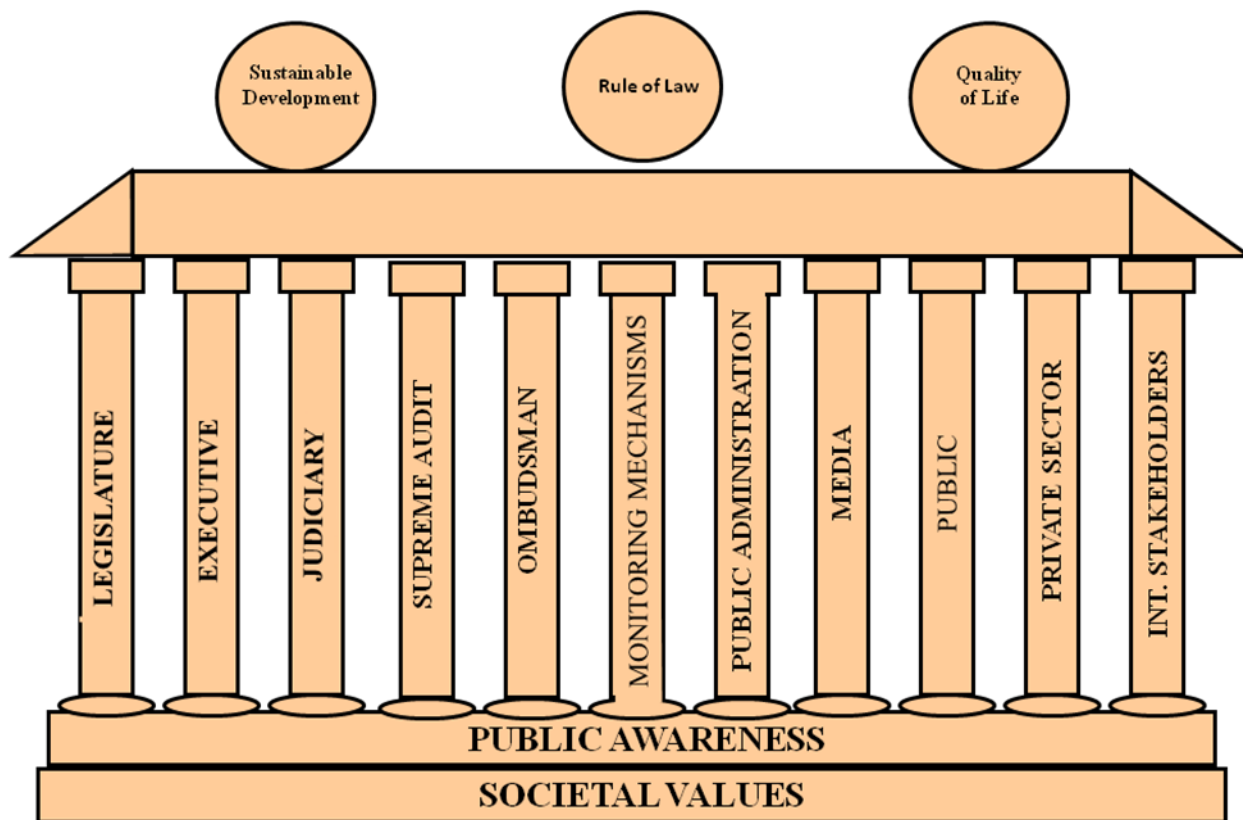 Sustainable
Development
Rule of Law
Quality
of Life
LEGISLATURE
EXECUTIVE
JUDICIARY
SUPREME AUDIT
OMBUDSMAN
MONITORING MECHANISMS
PUBLIC ADMINISTRATION
MEDIA
PUBLIC
PRIVATE SECTOR
INT. STAKEHOLDERS
PUBLIC AWARENESS
SOCIETAL VALUES